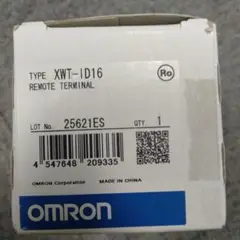 TYPE XWT-ID16
REMOTE TERMINAL
Ro
LOT No. 25621ES QTY. 1
4 547648 209335
OMRON Corporation MADE IN CHINA
OMRON